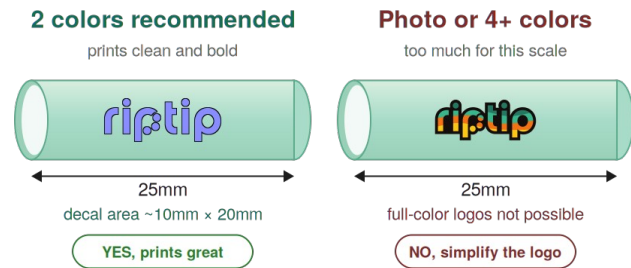 2 colors recommended
prints clean and bold
riptip
25mm
decal area ~10mm × 20mm
YES, prints great
Photo or 4+ colors
too much for this scale
riptip
25mm
full-color logos not possible
NO, simplify the logo